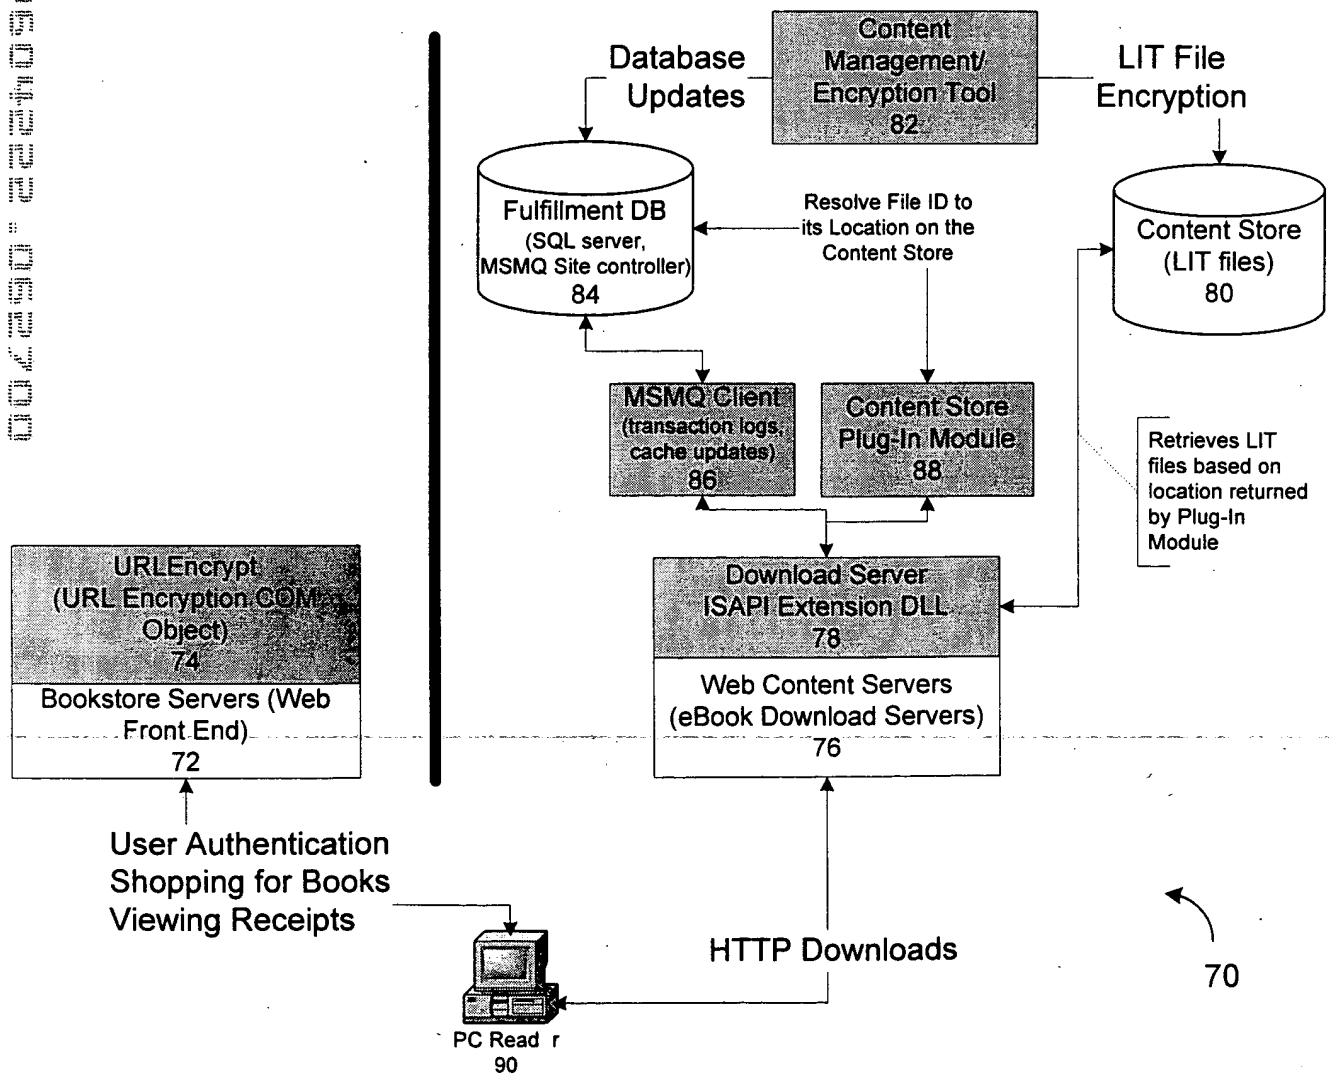 Content
Management/
Encryption Tool
82
Database
Updates
LIT File
Encryption
Fulfillment DB
(SQL server,
MSMQ Site controller)
84
Resolve File ID to
its Location on the
Content Store
Content Store
(LIT files)
80
MSMQ Client
(transaction logs,
cache updates)
86
Content Store
Plug-In Module
88
Retrieves LIT
files based on
location returned
by Plug-In
Module
URLEncrypt
(URL Encryption COM
Object)
74
Bookstore Servers (Web
Front End)
72
Download Server
ISAPI Extension DLL
78
Web Content Servers
(eBook Download Servers)
76
User Authentication
Shopping for Books
Viewing Receipts
HTTP Downloads
PC Read r
90
70